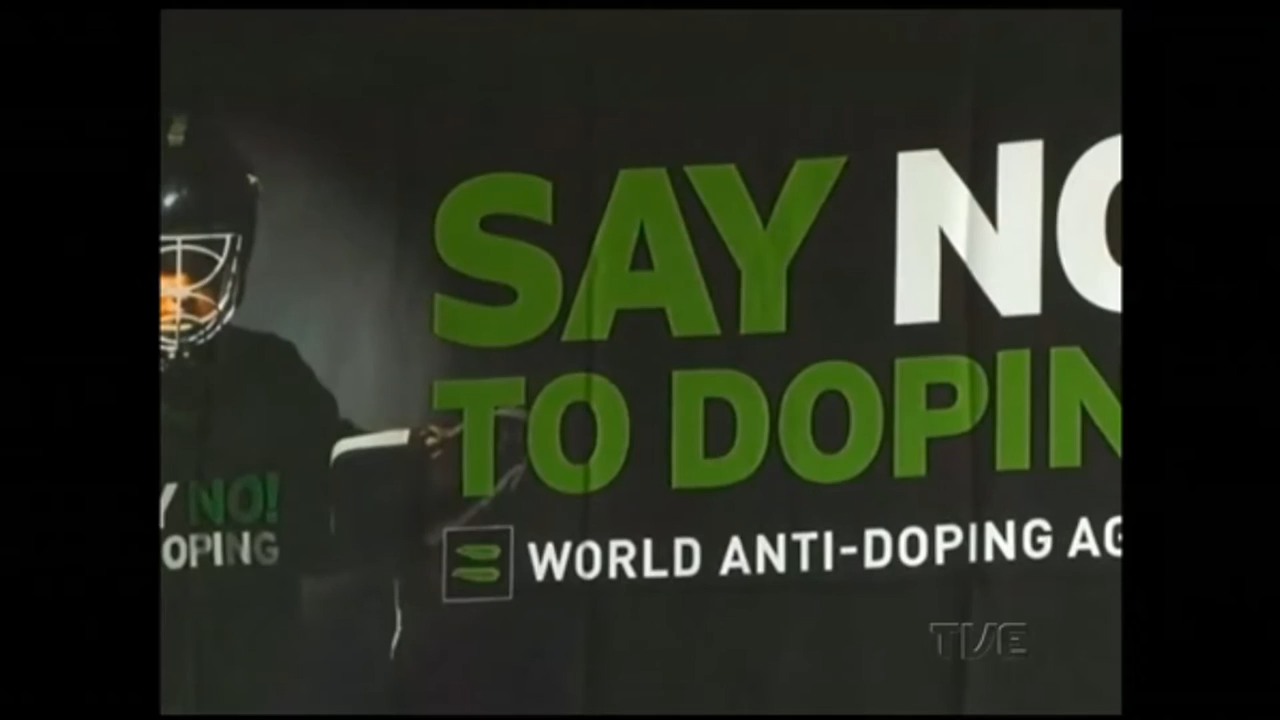 SAY NO
TO DOPIN
WORLD ANTI-DOPING AG
Y NO!
OPING
TVE